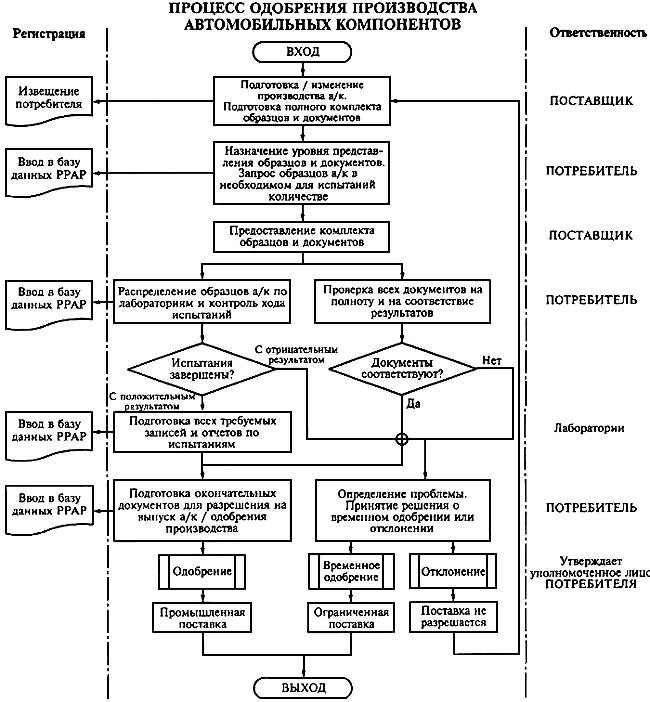 ПРОЦЕСС ОДОБРЕНИЯ ПРОИЗВОДСТВА
АВТОМОБИЛЬНЫХ КОМПОНЕНТОВ
Регистрация
Ответственность
ВХОД
Извещение
потребителя
Подготовка / изменение
производства а/к.
Подготовка полного комплекта
образцов и документов
ПОСТАВЩИК
Ввод в базу
данных PPAP
Назначение уровня представ-
ления образцов и документов.
Запрос образцов а/к в
необходимом для испытаний
количестве
ПОТРЕБИТЕЛЬ
Предоставление комплекта
образцов и документов
ПОСТАВЩИК
Ввод в базу
данных PPAP
Распределение образцов а/к по
лабораториям и контроль хода
испытаний
Проверка всех документов на
полноту и на соответствие
результатов
ПОТРЕБИТЕЛЬ
Испытания
завершены?
С отрицательным
результатом
Документы
соответствуют?
Нет
С положительным
результатом
Да
Ввод в базу
данных PPAP
Подготовка всех требуемых
записей и отчетов по
испытаниям
Лаборатории
Ввод в базу
данных PPAP
Подготовка окончательных
документов для разрешения на
выпуск а/к / одобрения
производства
Определение проблемы.
Принятие решения о
временном одобрении или
отклонении
ПОТРЕБИТЕЛЬ
Одобрение
Временное
одобрение
Отклонение
Утверждает
уполномоченное лицо
ПОТРЕБИТЕЛЯ
Промышленная
поставка
Ограниченная
поставка
Поставка не
разрешается
ВЫХОД